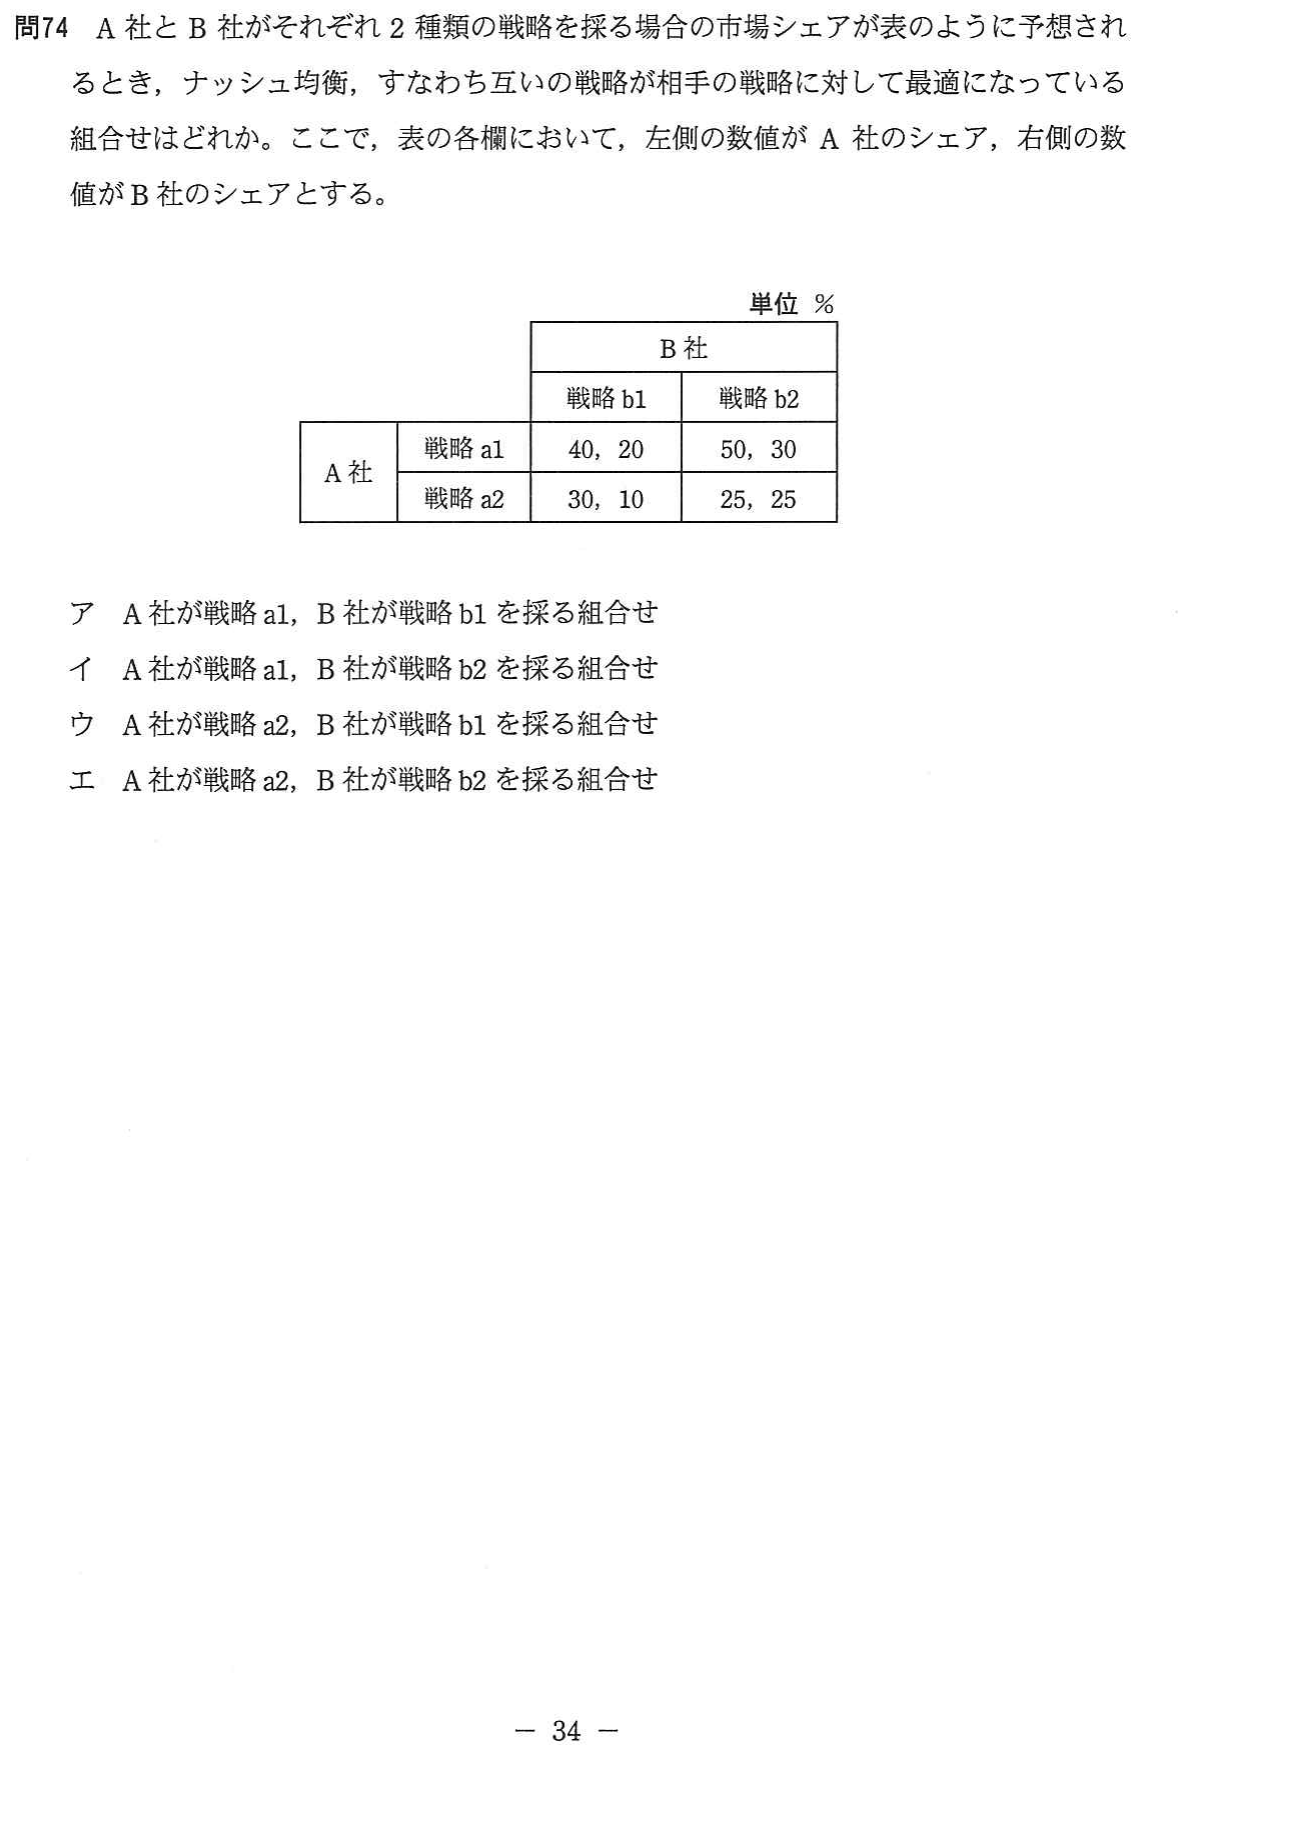 問74 A 社と B 社がそれぞれ 2 種類の戦略を採る場合の市場シェアが表のように予想され
るとき，ナッシュ均衡，すなわち互いの戦略が相手の戦略に対して最適になっている
組合せはどれか。ここで，表の各欄において，左側の数値が A 社のシェア，右側の数
値が B 社のシェアとする。
単位 %
B 社
戦略 b1 戦略 b2
A 社 戦略 a1 40，20 50，30
戦略 a2 30，10 25，25
ア A 社が戦略 a1，B 社が戦略 b1 を採る組合せ
イ A 社が戦略 a1，B 社が戦略 b2 を採る組合せ
ウ A 社が戦略 a2，B 社が戦略 b1 を採る組合せ
エ A 社が戦略 a2，B 社が戦略 b2 を採る組合せ
－ 34 －